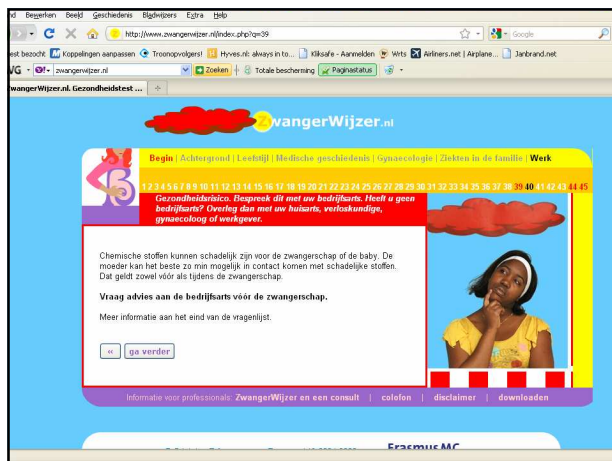 nd Bewerken Beeld Geschiedenis Bladwijzers Extra Help
http://www.zwangerwijzer.nl/index.php?q=39
Google
est bezocht Koppelingen aanpassen Troonopvolgers! Hyves.nl: always in to... Kliksafe - Aanmelden Wrts Airliners.net | Airplane... Janbrand.net
VG zwangerwijzer.nl Zoeken Totale bescherming Paginastatus
wangerWijzer.nl. Gezondheidstest ...
ZwangerWijzer.nl
Begin | Achtergrond | Leefstijl | Medische geschiedenis | Gynaecologie | Ziekten in de familie | Werk
1 2 3 4 5 6 7 8 9 10 11 12 13 14 15 16 17 18 19 20 21 22 23 24 25 26 27 28 29 30 31 32 33 34 35 36 37 38 39 40 41 42 43 44 45
Gezondheidsrisico. Bespreek dit met uw bedrijfsarts. Heeft u geen
bedrijfsarts? Overleg dan met uw huisarts, verloskundige,
gynaecoloog of werkgever.
Chemische stoffen kunnen schadelijk zijn voor de zwangerschap of de baby. De
moeder kan het beste zo min mogelijk in contact komen met schadelijke stoffen.
Dat geldt zowel vóór als tijdens de zwangerschap.
Vraag advies aan de bedrijfsarts vóór de zwangerschap.
Meer informatie aan het eind van de vragenlijst.
« ga verder
Informatie voor professionals: ZwangerWijzer en een consult | colofon | disclaimer | downloaden
Erasmus MC